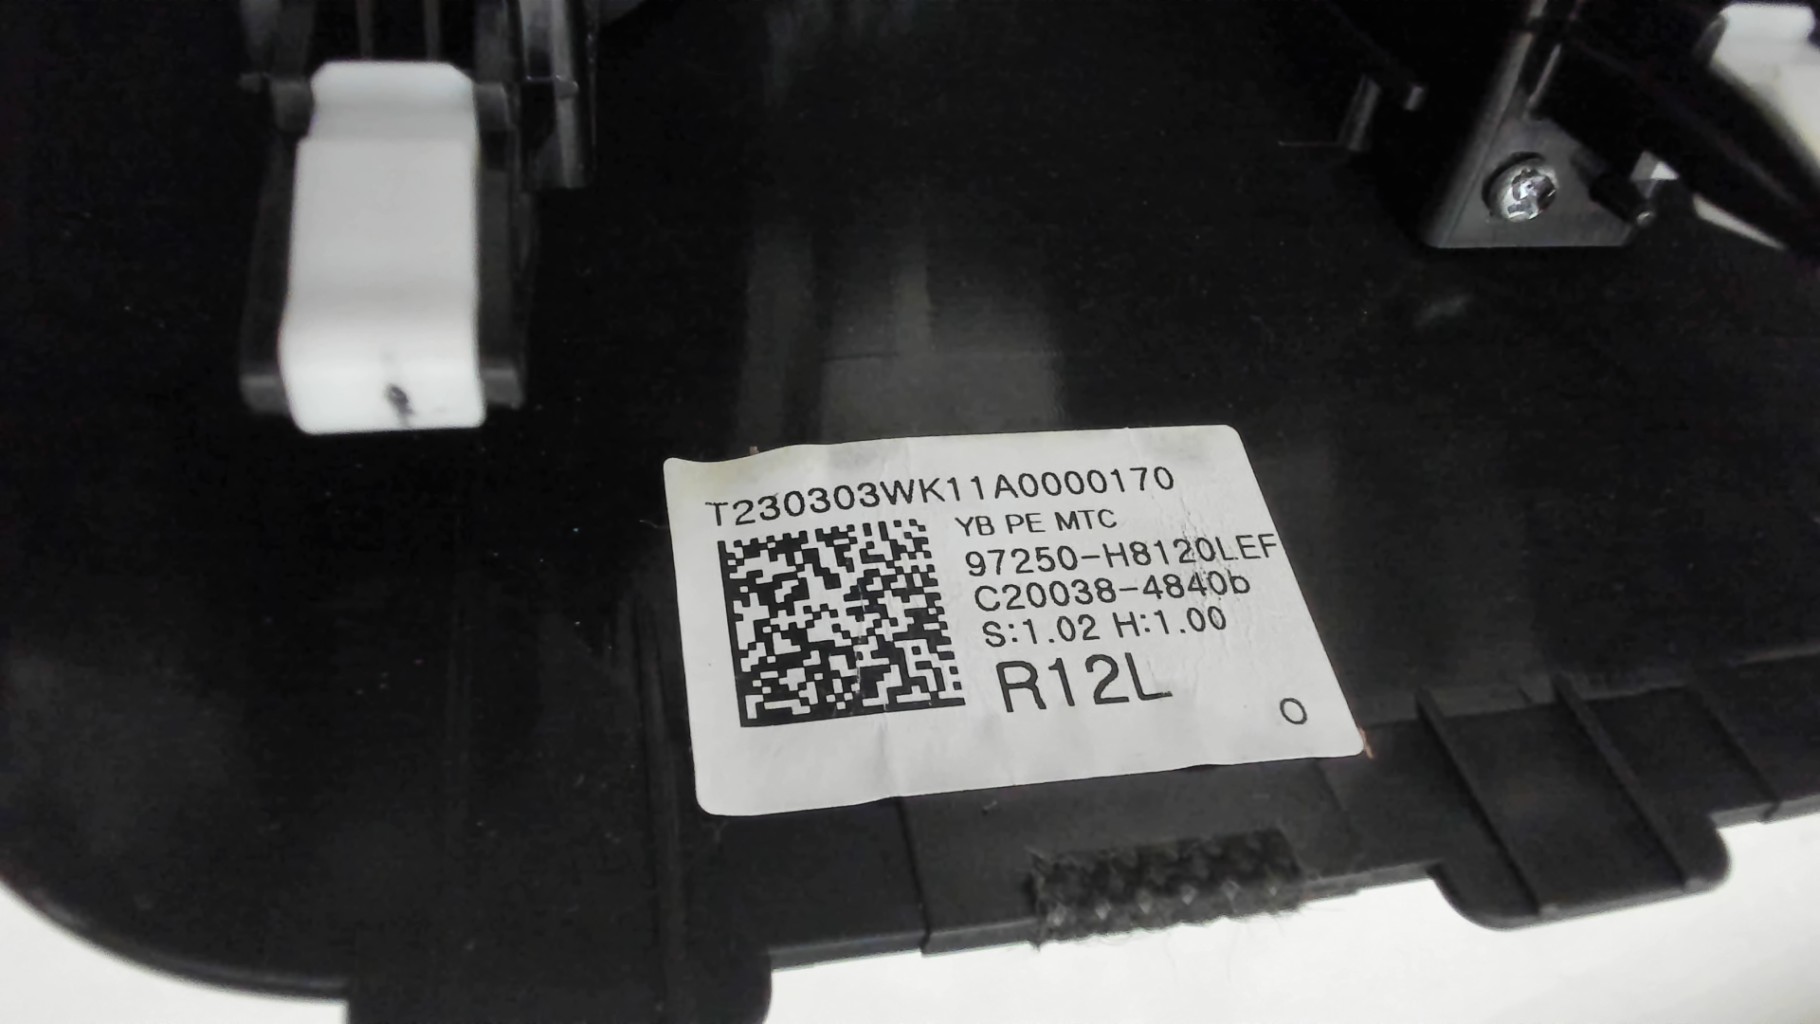 T230303WK11A0000170
YB PE MTC
97250-H8120LEF
C20038-4840b
S:1.02 H:1.00
R12L
O